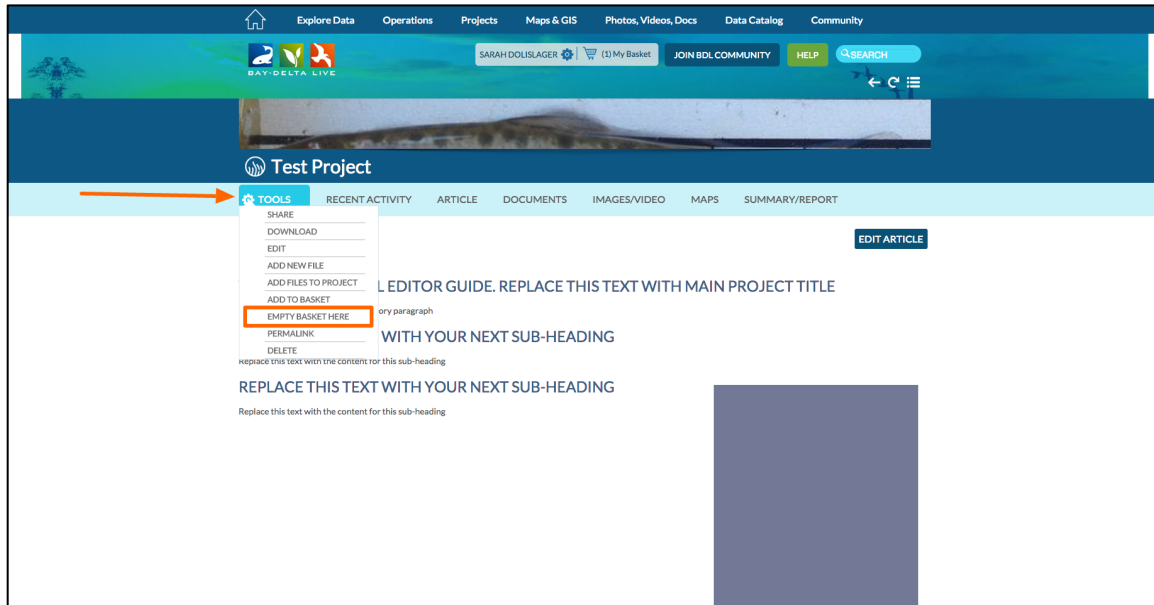 Explore Data Operations Projects Maps & GIS Photos, Videos, Docs Data Catalog Community
BAY-DELTA LIVE
SARAH DOLISLAGER (1) My Basket JOIN BDL COMMUNITY HELP SEARCH
Test Project
TOOLS RECENT ACTIVITY ARTICLE DOCUMENTS IMAGES/VIDEO MAPS SUMMARY/REPORT
SHARE
DOWNLOAD
EDIT
ADD NEW FILE
ADD FILES TO PROJECT
ADD TO BASKET
EMPTY BASKET HERE
PERMALINK
DELETE
EDIT ARTICLE
L EDITOR GUIDE. REPLACE THIS TEXT WITH MAIN PROJECT TITLE
ory paragraph
WITH YOUR NEXT SUB-HEADING
Replace this text with the content for this sub-heading
REPLACE THIS TEXT WITH YOUR NEXT SUB-HEADING
Replace this text with the content for this sub-heading